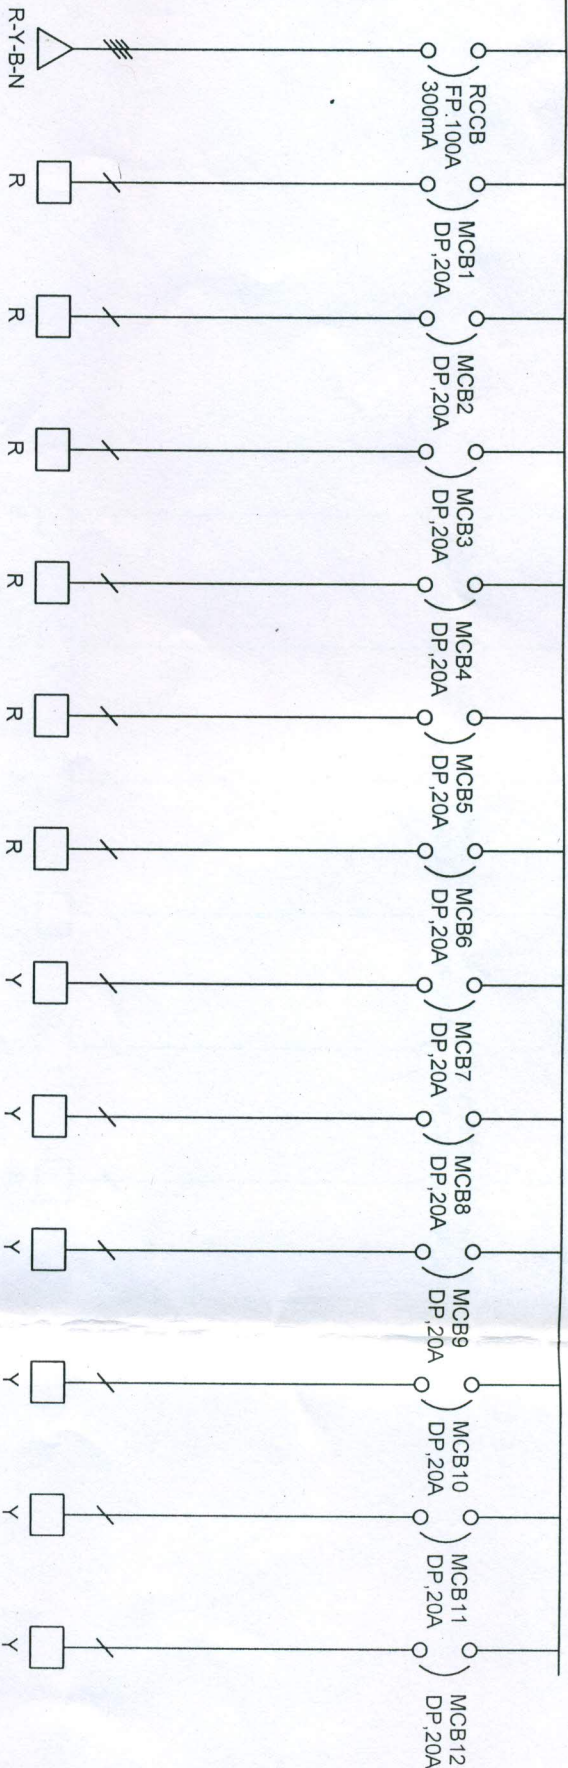 RCCB
FP.100A
300mA
MCB1
DP,20A
MCB2
DP,20A
MCB3
DP,20A
MCB4
DP,20A
MCB5
DP,20A
MCB6
DP,20A
MCB7
DP,20A
MCB8
DP,20A
MCB9
DP,20A
MCB10
DP,20A
MCB11
DP,20A
MCB12
DP,20A
R-Y-B-N
R
R
R
R
R
R
Y
Y
Y
Y
Y
Y